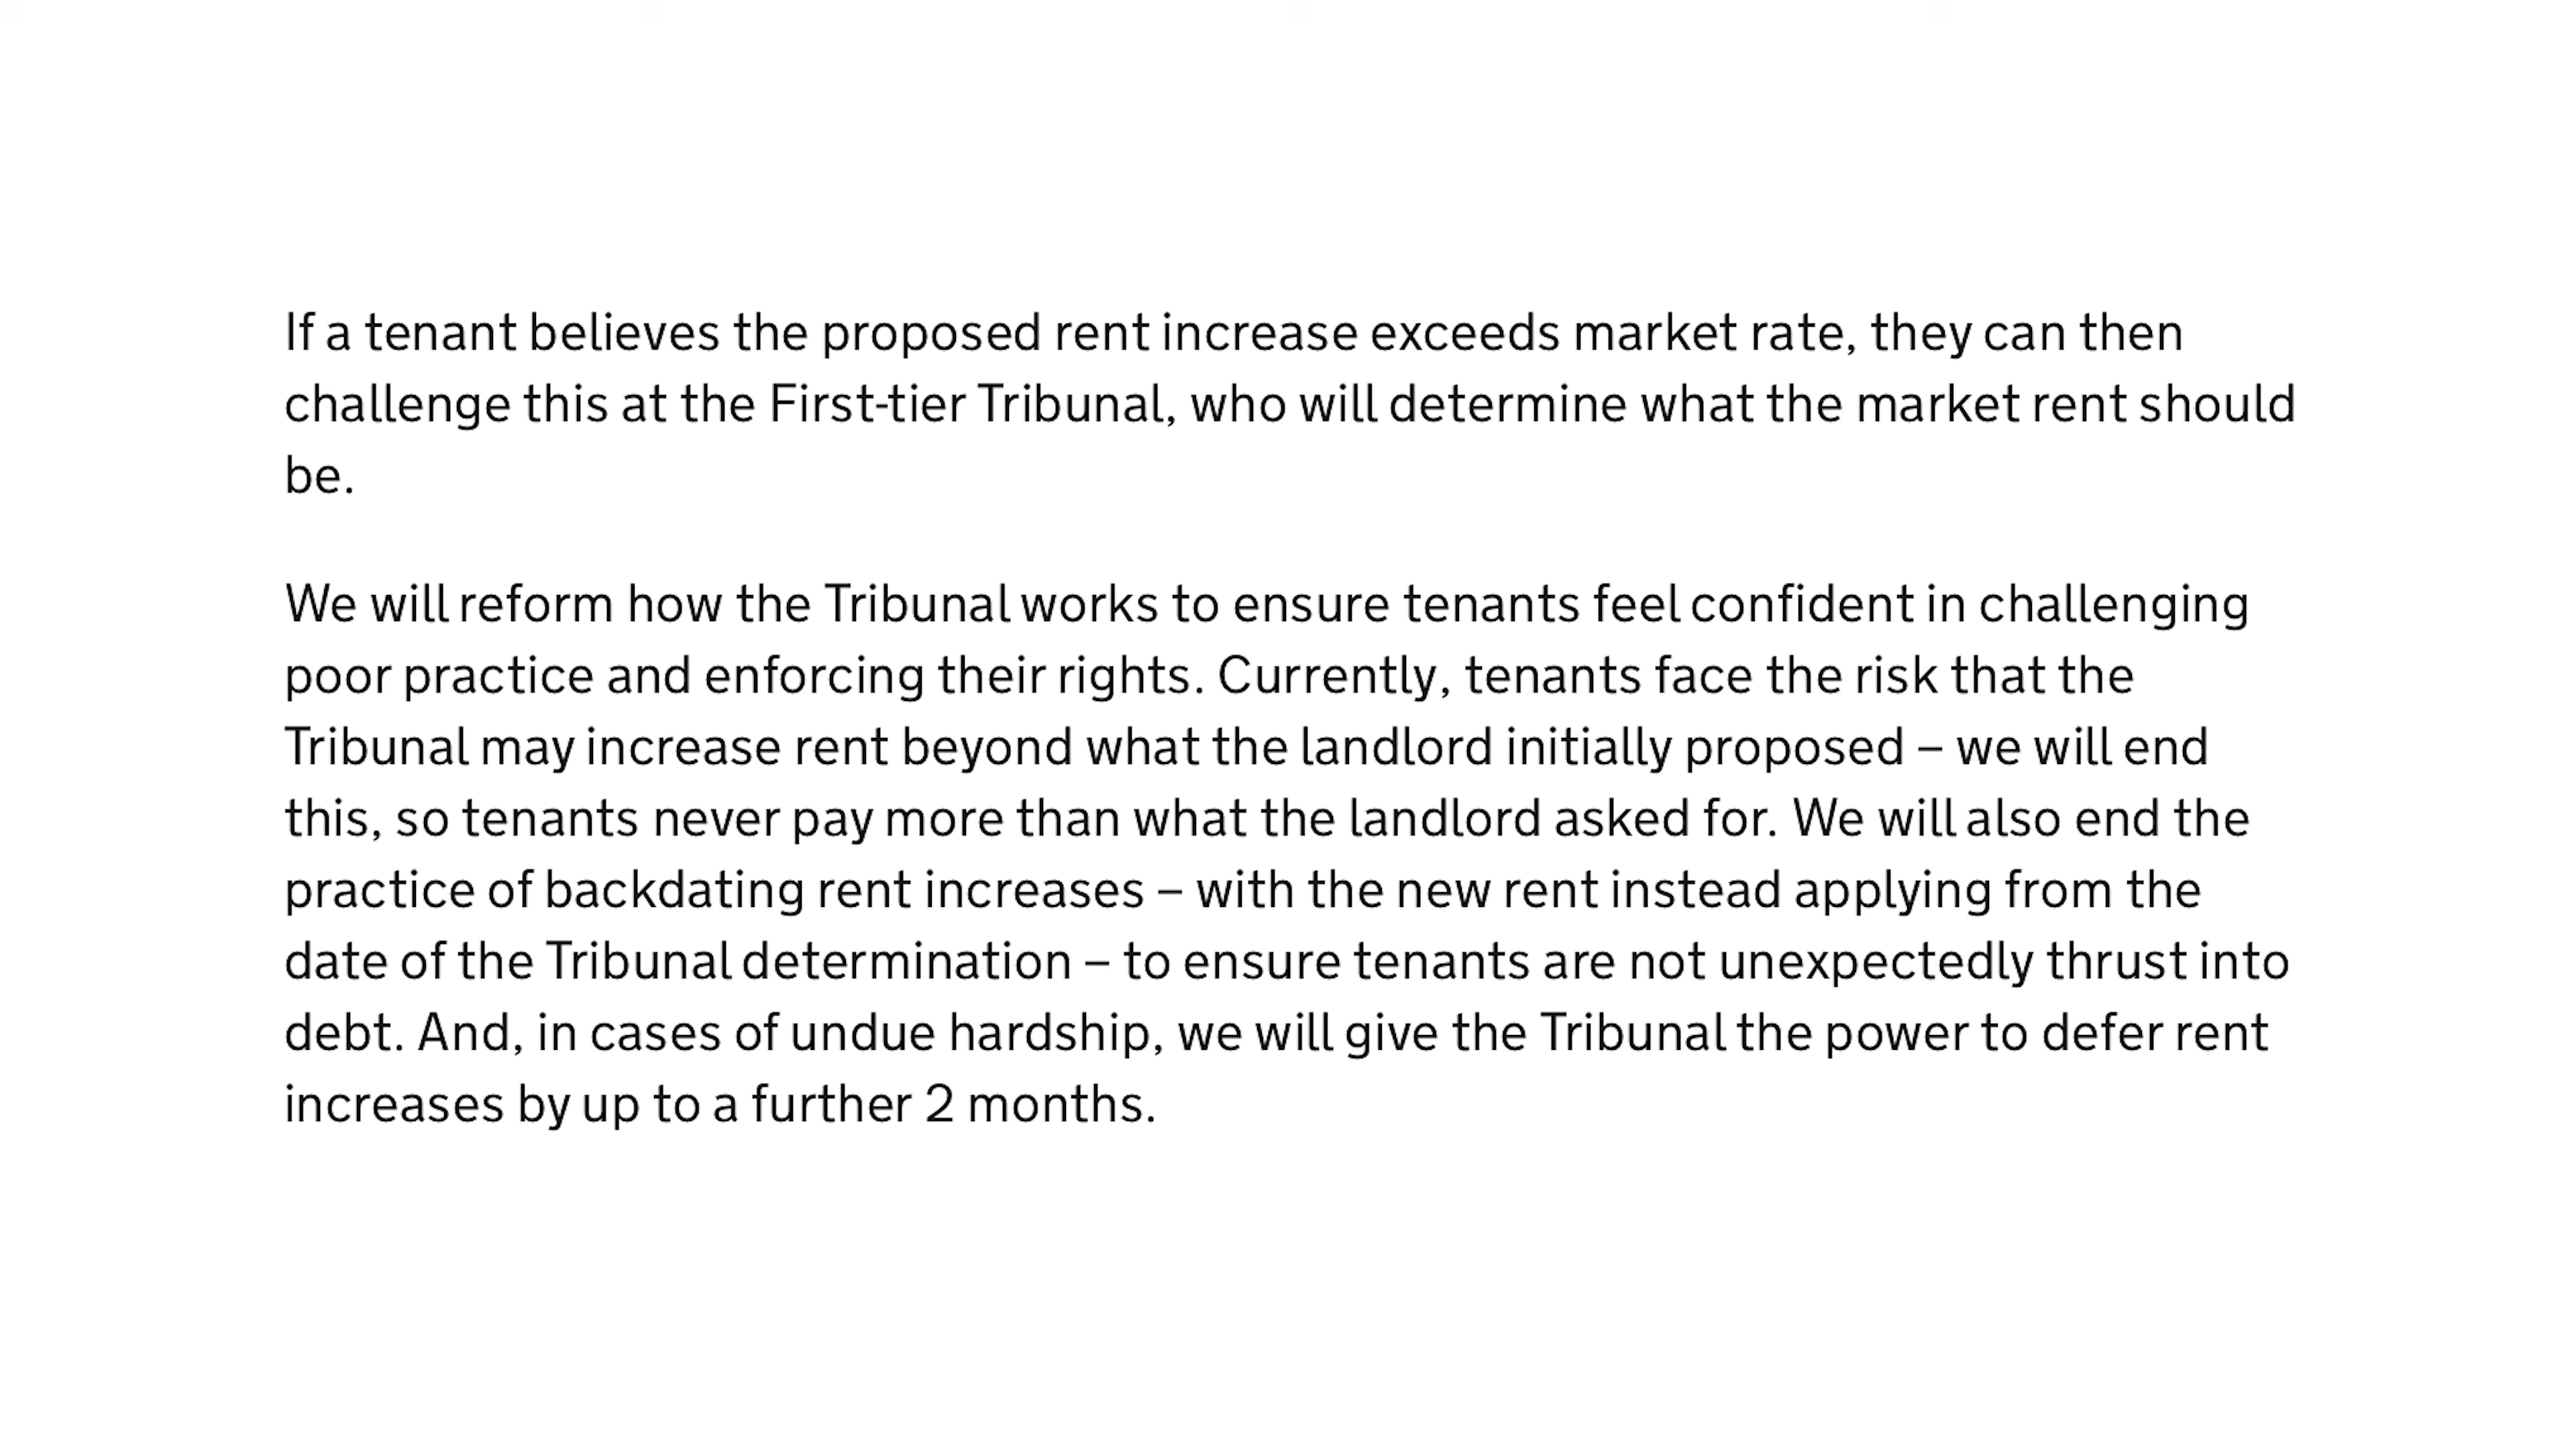 If a tenant believes the proposed rent increase exceeds market rate, they can then
challenge this at the First-tier Tribunal, who will determine what the market rent should
be.
We will reform how the Tribunal works to ensure tenants feel confident in challenging
poor practice and enforcing their rights. Currently, tenants face the risk that the
Tribunal may increase rent beyond what the landlord initially proposed – we will end
this, so tenants never pay more than what the landlord asked for. We will also end the
practice of backdating rent increases – with the new rent instead applying from the
date of the Tribunal determination – to ensure tenants are not unexpectedly thrust into
debt. And, in cases of undue hardship, we will give the Tribunal the power to defer rent
increases by up to a further 2 months.